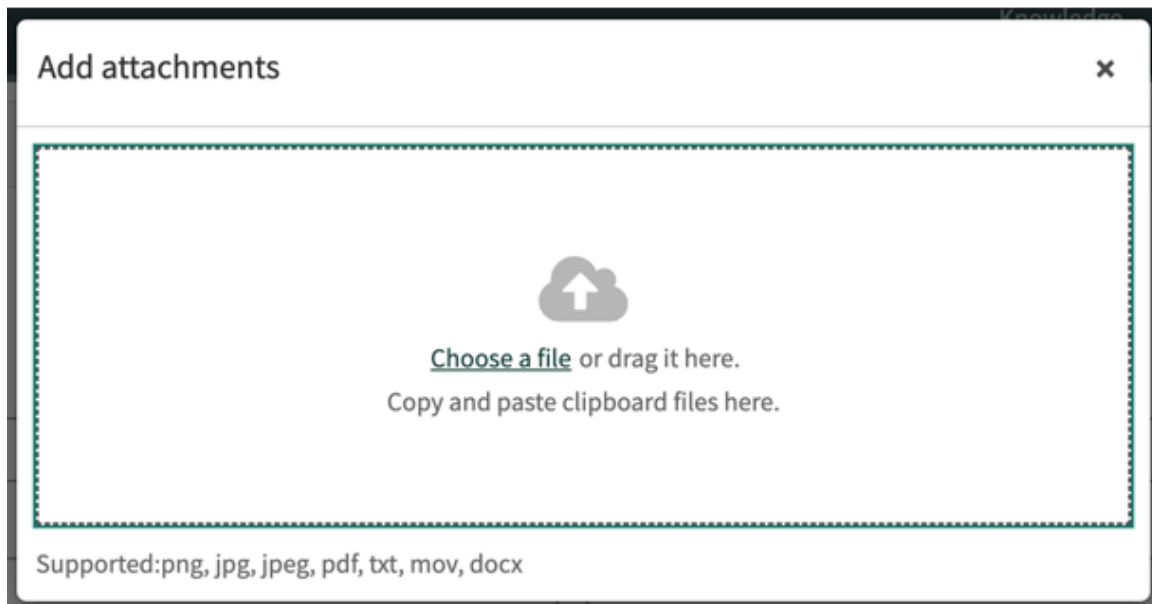 Knowledge
Add attachments
×
Choose a file or drag it here.
Copy and paste clipboard files here.
Supported:png, jpg, jpeg, pdf, txt, mov, docx